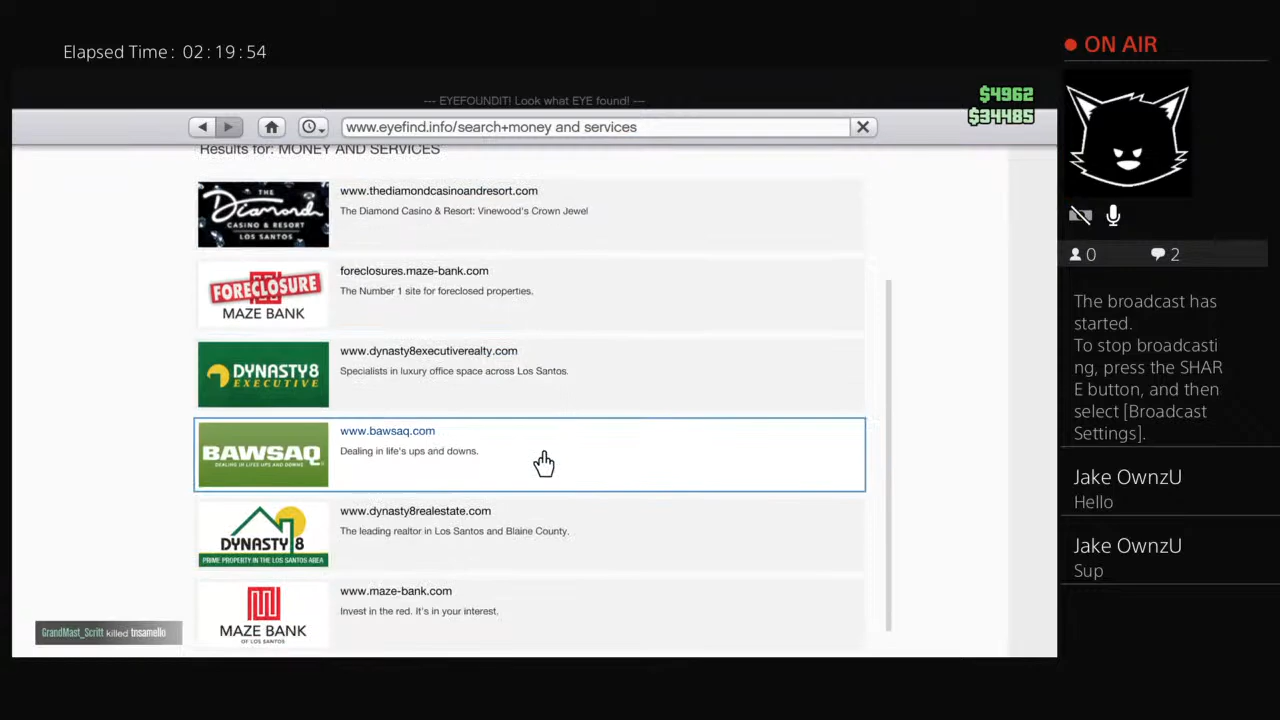 Elapsed Time: 02:19:54
ON AIR
--- EYEFOUNDIT! Look what EYE found! ---
$4962
$34485
www.eyefind.info/search+money and services
Results for: MONEY AND SERVICES
THE
Diamond
CASINO & RESORT
LOS SANTOS
www.thediamondcasinoandresort.com
The Diamond Casino & Resort: Vinewood's Crown Jewel
FORECLOSURE
MAZE BANK
foreclosures.maze-bank.com
The Number 1 site for foreclosed properties.
DYNASTY8
EXECUTIVE
www.dynasty8executiverealty.com
Specialists in luxury office space across Los Santos.
BAWSAQ
DEALING IN LIFE'S UPS AND DOWNS.
www.bawsaq.com
Dealing in life's ups and downs.
DYNASTY 8
PRIME PROPERTY IN THE LOS SANTOS AREA
www.dynasty8realestate.com
The leading realtor in Los Santos and Blaine County.
MAZE BANK
OF LOS SANTOS
www.maze-bank.com
Invest in the red. It's in your interest.
GrandMast_Scritt killed tnsamello
0
2
The broadcast has
started.
To stop broadcasti
ng, press the SHAR
E button, and then
select [Broadcast
Settings].
Jake OwnzU
Hello
Jake OwnzU
Sup